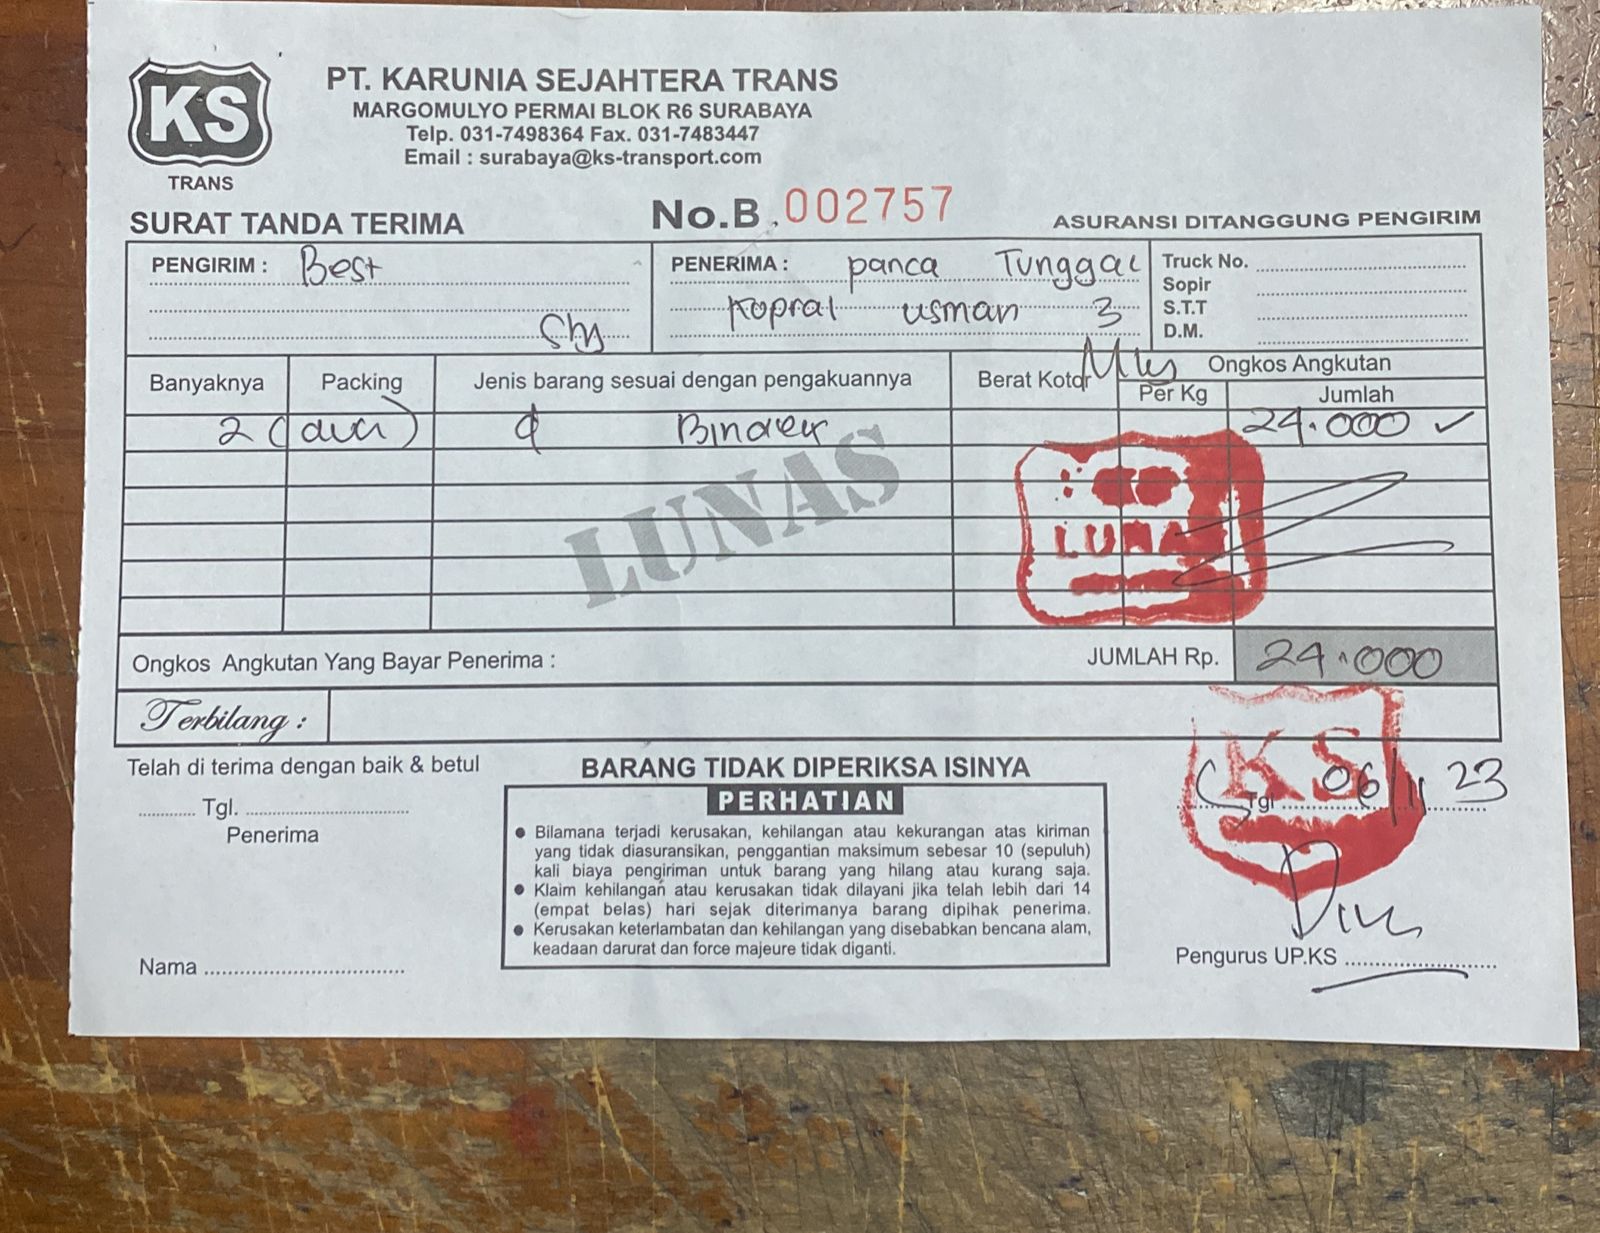 KS
TRANS
PT. KARUNIA SEJAHTERA TRANS
MARGOMULYO PERMAI BLOK R6 SURABAYA
Telp. 031-7498364 Fax. 031-7483447
Email : surabaya@ks-transport.com
SURAT TANDA TERIMA
No.B. 002757
ASURANSI DITANGGUNG PENGIRIM
PENGIRIM : Best
Sby
PENERIMA : panca Tunggal
Kopral usman 3
Mks
Truck No.
Sopir
S.T.T
D.M.
Banyaknya Packing Jenis barang sesuai dengan pengakuannya Berat Kotor Ongkos Angkutan
Per Kg Jumlah
2 (dua) Binder 24.000
LUNAS
LUNAS
Ongkos Angkutan Yang Bayar Penerima : JUMLAH Rp. 24.000
Terbilang :
Telah di terima dengan baik & betul
Tgl.
Penerima
Nama
BARANG TIDAK DIPERIKSA ISINYA
PERHATIAN
● Bilamana terjadi kerusakan, kehilangan atau kekurangan atas kiriman
yang tidak diasuransikan, penggantian maksimum sebesar 10 (sepuluh)
kali biaya pengiriman untuk barang yang hilang atau kurang saja.
● Klaim kehilangan atau kerusakan tidak dilayani jika telah lebih dari 14
(empat belas) hari sejak diterimanya barang dipihak penerima.
● Kerusakan keterlambatan dan kehilangan yang disebabkan bencana alam,
keadaan darurat dan force majeure tidak diganti.
KS
S Tgl 06/11 23
Pengurus UP.KS